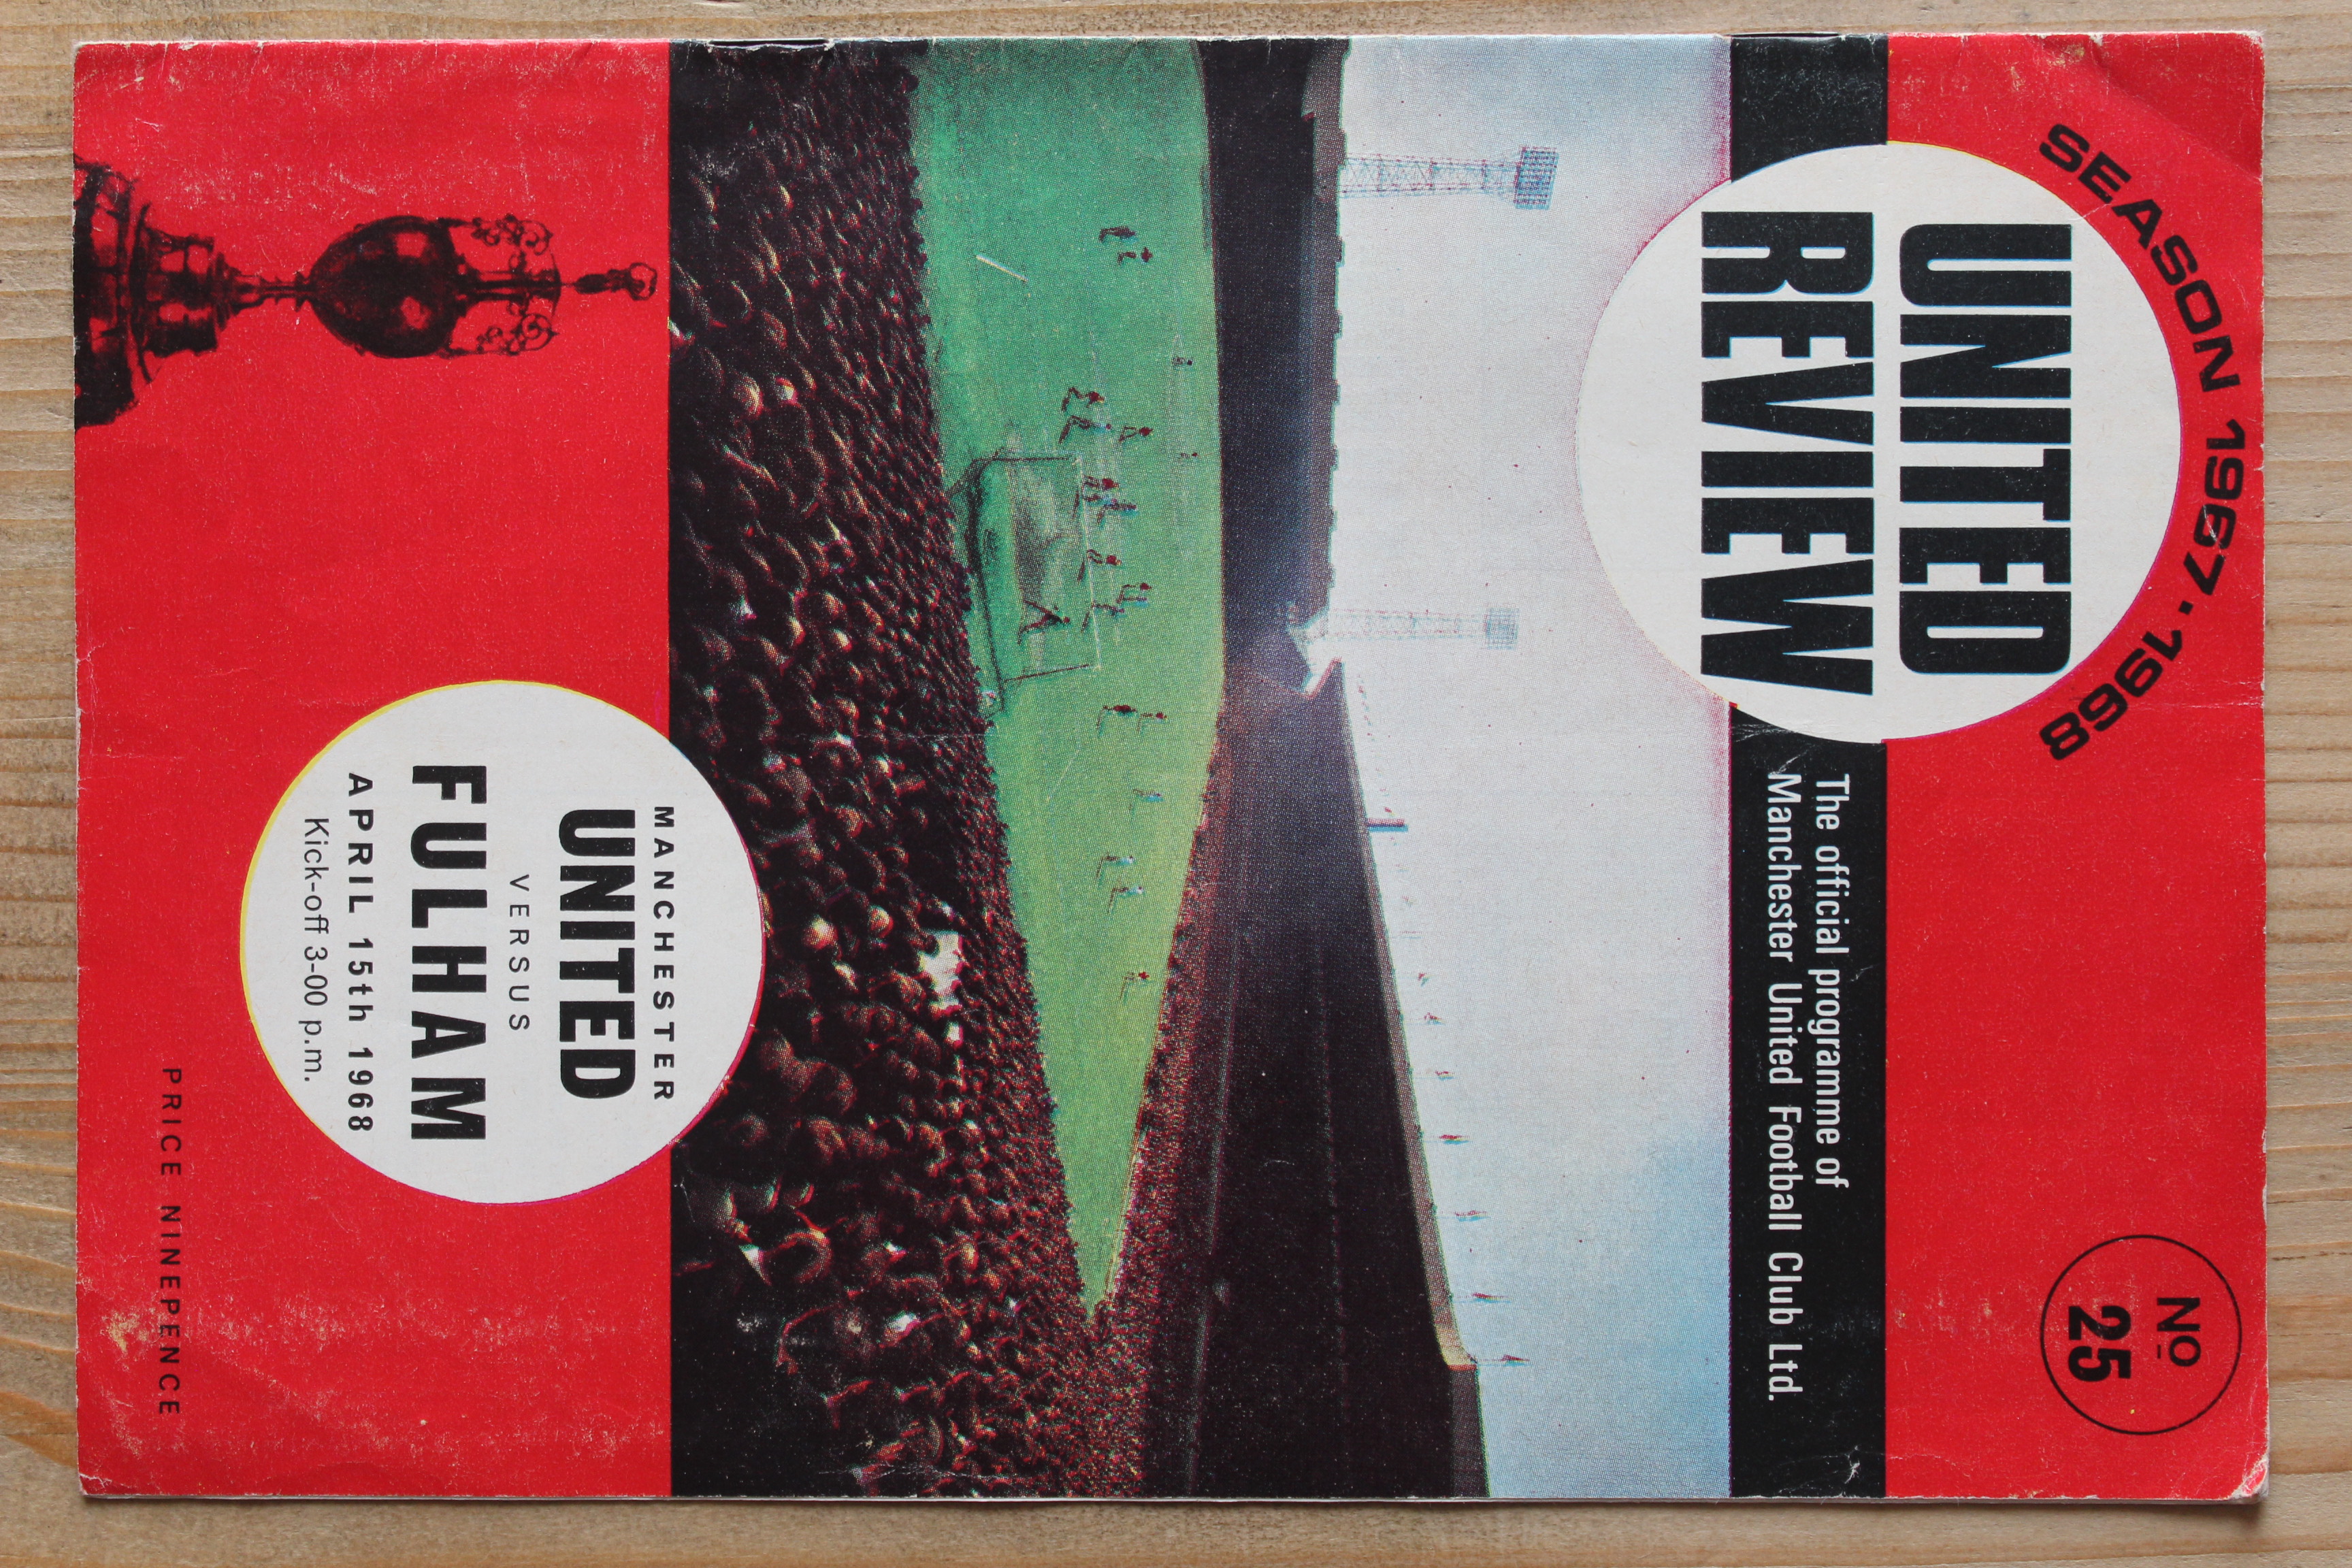 SEASON 1967·1968
UNITED
REVIEW
No
25
The official programme of
Manchester United Football Club Ltd.
MANCHESTER
UNITED
VERSUS
FULHAM
APRIL 15th 1968
Kick-off 3-00 p.m.
PRICE NINEPENCE